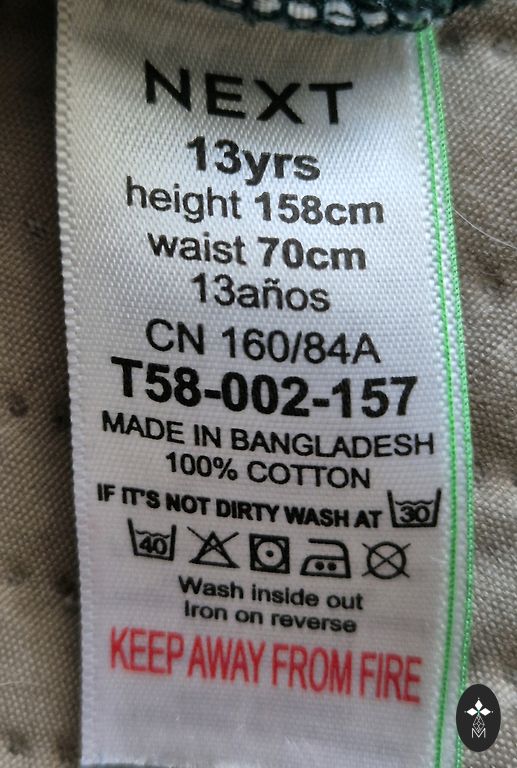 NEXT
13yrs
height 158cm
waist 70cm
13años
CN 160/84A
T58-002-157
MADE IN BANGLADESH
100% COTTON
IF IT'S NOT DIRTY WASH AT 30
40
Wash inside out
Iron on reverse
KEEP AWAY FROM FIRE